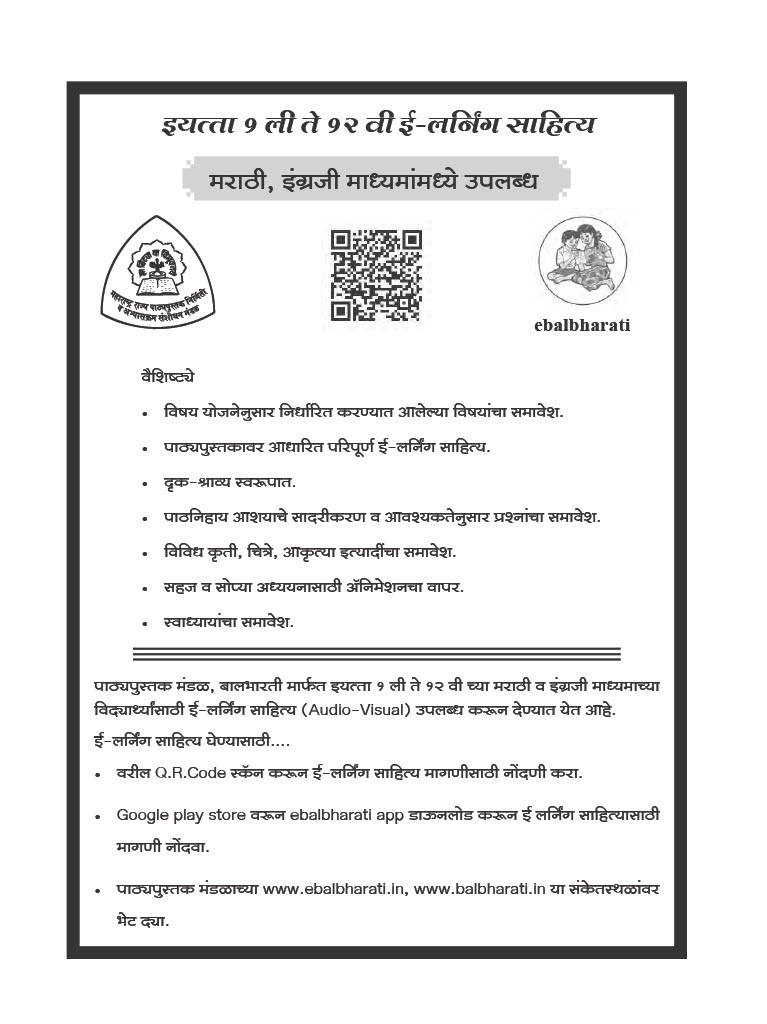 इयत्ता १ ली ते १२ वी ई-लर्निंग साहित्य
मराठी, इंग्रजी माध्यमांमध्ये उपलब्ध
महाराष्ट्र राज्य पाठ्यपुस्तक निर्मिती
व अभ्यासक्रम संशोधन मंडळ
ebalbharati
वैशिष्ट्ये
• विषय योजनेनुसार निर्धारित करण्यात आलेल्या विषयांचा समावेश.
• पाठ्यपुस्तकावर आधारित परिपूर्ण ई-लर्निंग साहित्य.
• दृक-श्राव्य स्वरूपात.
• पाठनिहाय आशयाचे सादरीकरण व आवश्यकतेनुसार प्रश्नांचा समावेश.
• विविध कृती, चित्रे, आकृत्या इत्यादींचा समावेश.
• सहज व सोप्या अध्ययनासाठी ॲनिमेशनचा वापर.
• स्वाध्यायांचा समावेश.
पाठ्यपुस्तक मंडळ, बालभारती मार्फत इयत्ता १ ली ते १२ वी च्या मराठी व इंग्रजी माध्यमाच्या
विद्यार्थ्यांसाठी ई-लर्निंग साहित्य (Audio-Visual) उपलब्ध करून देण्यात येत आहे.
ई-लर्निंग साहित्य घेण्यासाठी....
• वरील Q.R.Code स्कॅन करून ई-लर्निंग साहित्य मागणीसाठी नोंदणी करा.
• Google play store वरून ebalbharati app डाऊनलोड करून ई लर्निंग साहित्यासाठी
मागणी नोंदवा.
• पाठ्यपुस्तक मंडळाच्या www.ebalbharati.in, www.balbharati.in या संकेतस्थळांवर
भेट द्या.